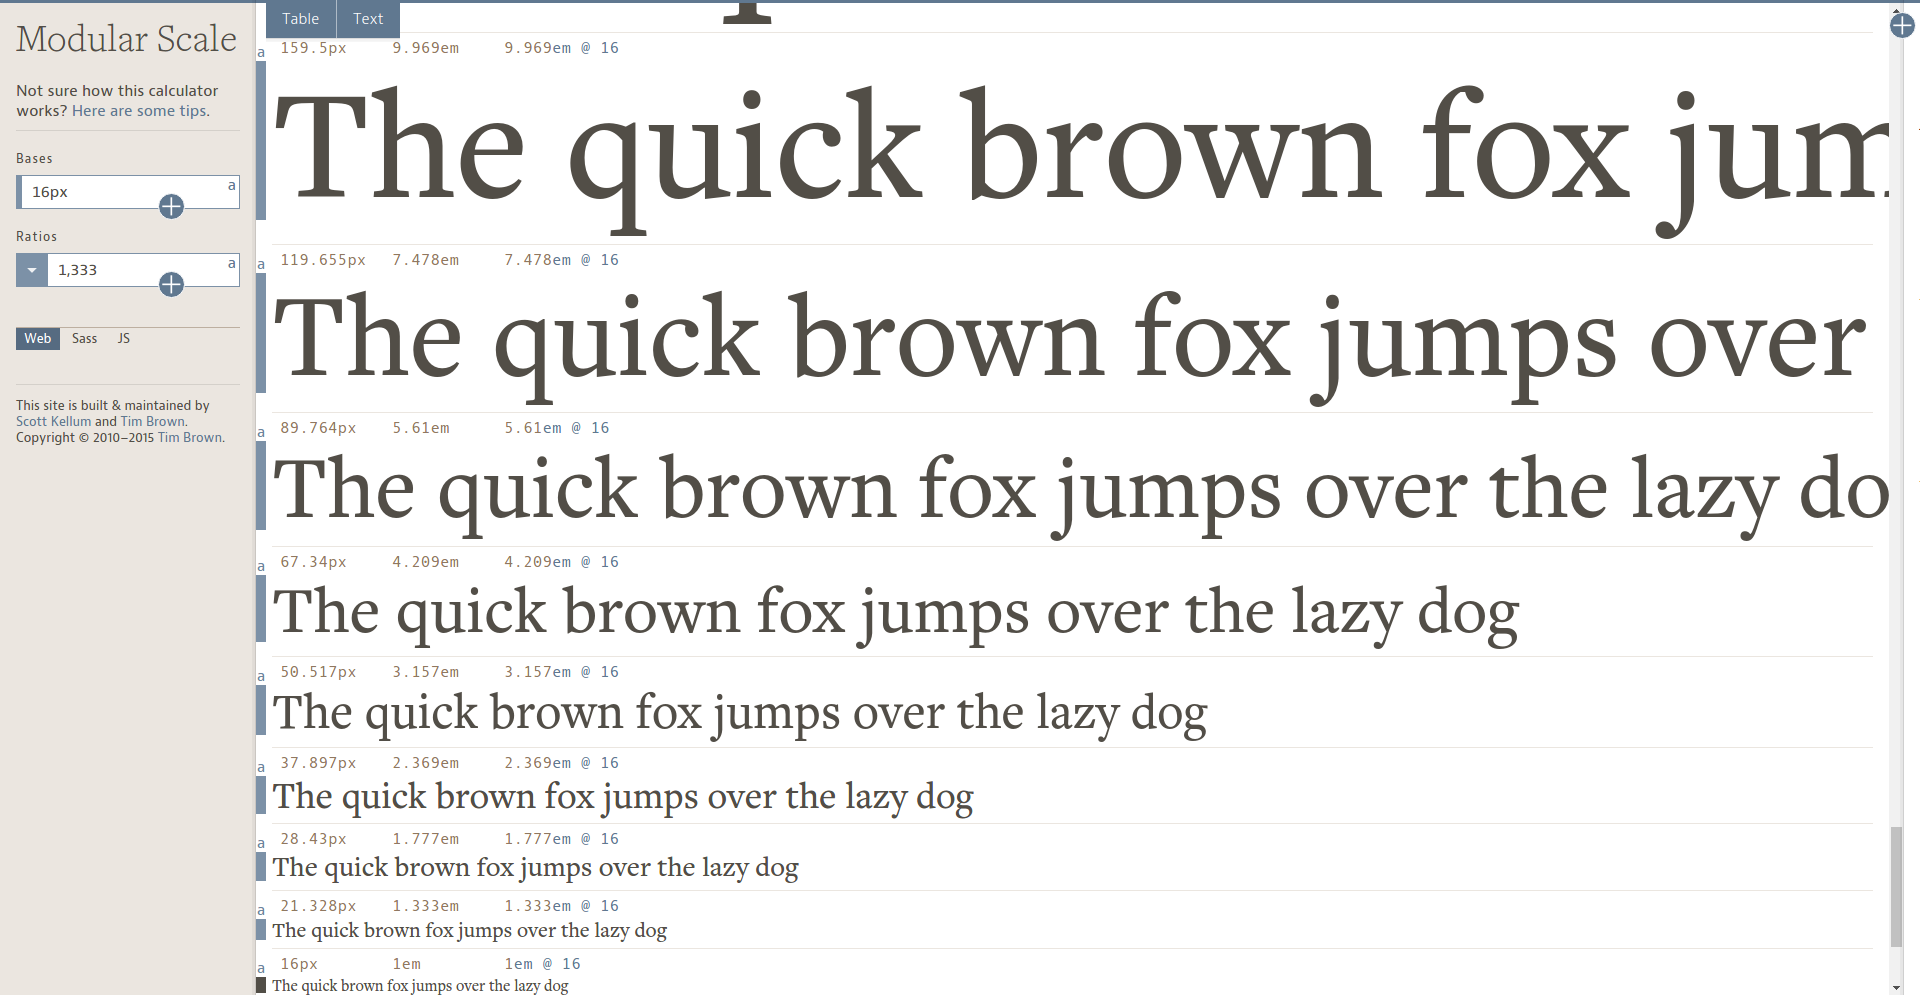 Modular Scale
Not sure how this calculator
works? Here are some tips.
Bases
16px a
Ratios
1,333 a
Web Sass JS
This site is built & maintained by
Scott Kellum and Tim Brown.
Copyright © 2010–2015 Tim Brown.
Table Text
a 159.5px 9.969em 9.969em @ 16
The quick brown fox jum
a 119.655px 7.478em 7.478em @ 16
The quick brown fox jumps over
a 89.764px 5.61em 5.61em @ 16
The quick brown fox jumps over the lazy do
a 67.34px 4.209em 4.209em @ 16
The quick brown fox jumps over the lazy dog
a 50.517px 3.157em 3.157em @ 16
The quick brown fox jumps over the lazy dog
a 37.897px 2.369em 2.369em @ 16
The quick brown fox jumps over the lazy dog
a 28.43px 1.777em 1.777em @ 16
The quick brown fox jumps over the lazy dog
a 21.328px 1.333em 1.333em @ 16
The quick brown fox jumps over the lazy dog
a 16px 1em 1em @ 16
The quick brown fox jumps over the lazy dog